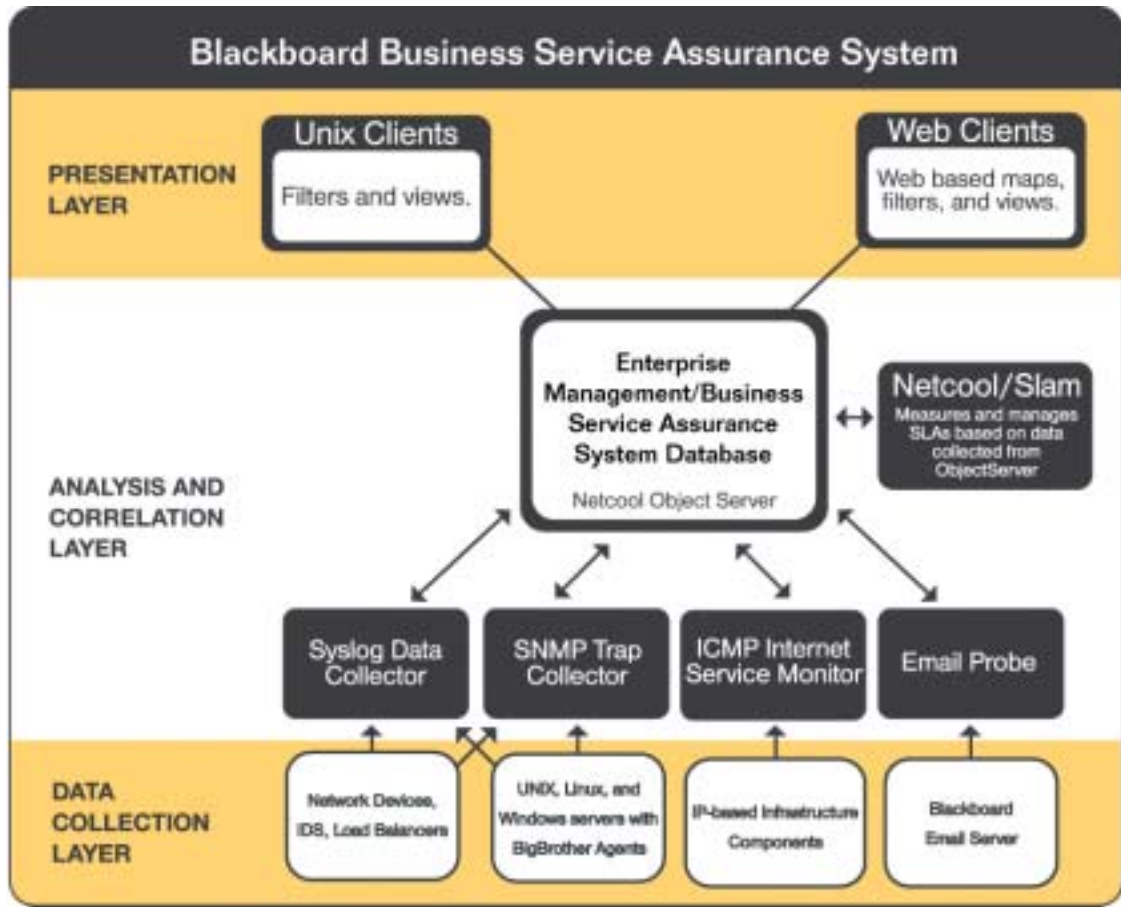 Blackboard Business Service Assurance System
PRESENTATION
LAYER
Unix Clients
Filters and views.
Web Clients
Web based maps,
filters, and views.
ANALYSIS AND
CORRELATION
LAYER
Enterprise
Management/Business
Service Assurance
System Database
Netcool Object Server
Netcool/Slam
Measures and manages
SLAs based on data
collected from
ObjectServer
Syslog Data
Collector
SNMP Trap
Collector
ICMP Internet
Service Monitor
Email Probe
DATA
COLLECTION
LAYER
Network Devices,
IDS, Load Balancers
UNIX, Linux, and
Windows servers with
BigBrother Agents
IP-based Infrastructure
Components
Blackboard
Email Server